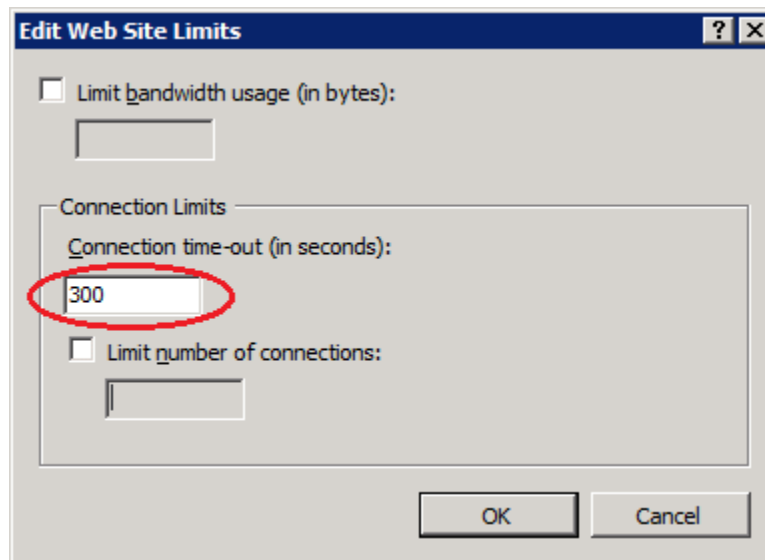 Edit Web Site Limits
Limit bandwidth usage (in bytes):
Connection Limits
Connection time-out (in seconds):
300
Limit number of connections:
OK Cancel